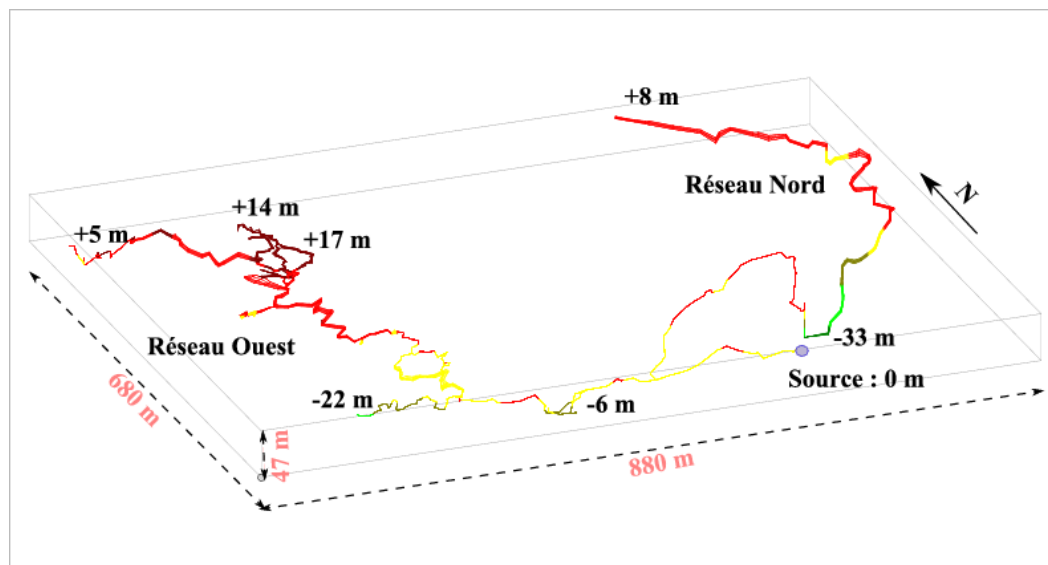 +8 m
Réseau Nord
N
+14 m
+5 m
+17 m
Réseau Ouest
-33 m
Source : 0 m
-22 m
-6 m
680 m
47 m
880 m